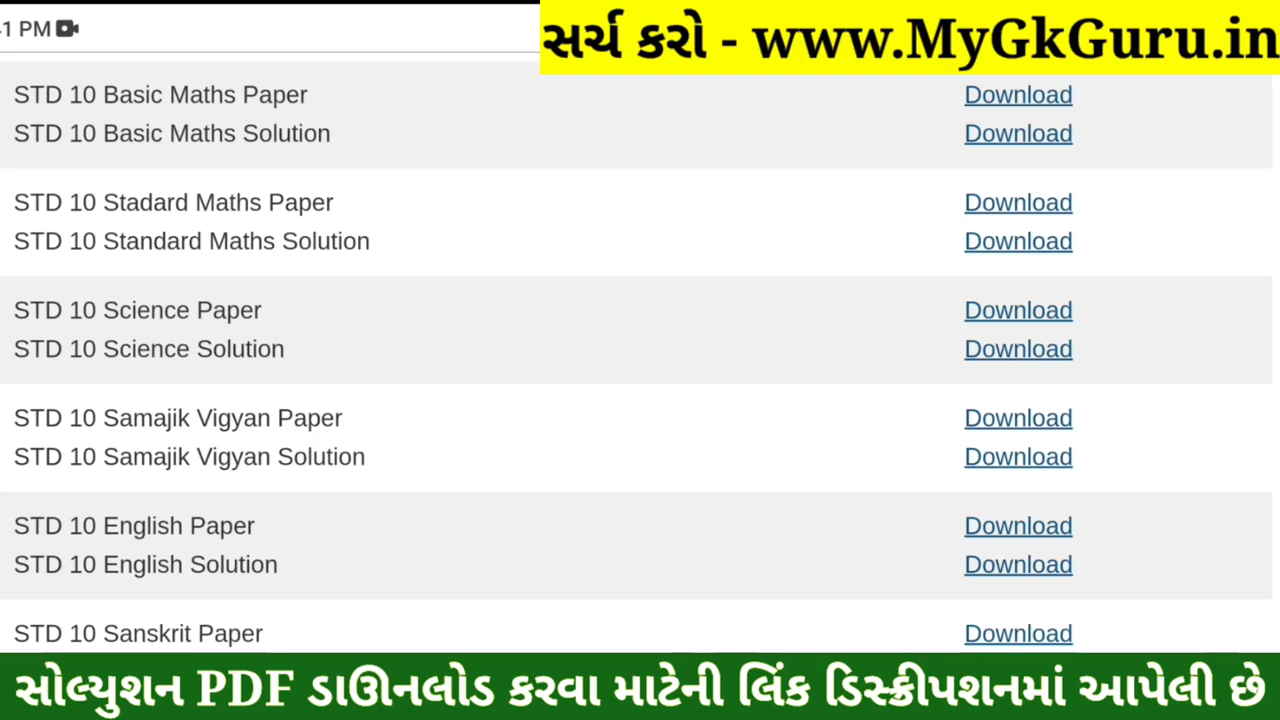 1 PM
સર્ચ કરો - www.MyGkGuru.in
STD 10 Basic Maths Paper Download
STD 10 Basic Maths Solution Download
STD 10 Stadard Maths Paper Download
STD 10 Standard Maths Solution Download
STD 10 Science Paper Download
STD 10 Science Solution Download
STD 10 Samajik Vigyan Paper Download
STD 10 Samajik Vigyan Solution Download
STD 10 English Paper Download
STD 10 English Solution Download
STD 10 Sanskrit Paper Download
સોલ્યુશન PDF ડાઊનલોડ કરવા માટેની લિંક ડિસ્ક્રીપશનમાં આપેલી છે